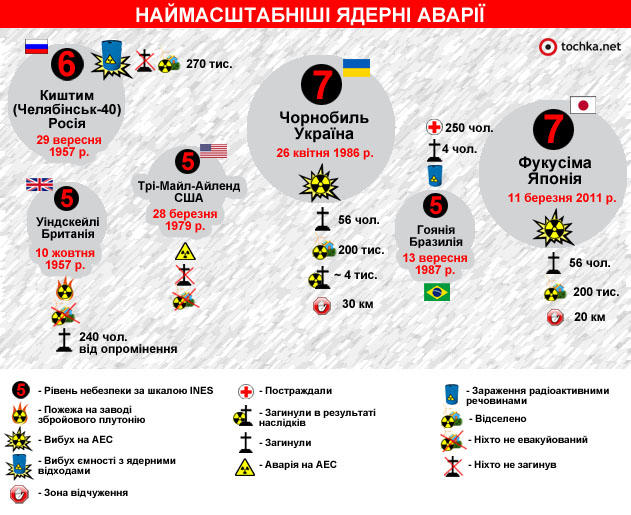 НАЙМАСШТАБНІШІ ЯДЕРНІ АВАРІЇ
tochka.net
6
270 тис.
Киштим
(Челябінськ-40)
Росія
29 вересня
1957 р.
5
Уіндскейлі
Британія
10 жовтня
1957 р.
240 чол.
від опромінення
5
Трі-Майл-Айленд
США
28 березня
1979 р.
7
Чорнобиль
Україна
26 квітня 1986 р.
56 чол.
200 тис.
~ 4 тис.
30 км
250 чол.
4 чол.
5
Гоянія
Бразилія
13 вересня
1987 р.
7
Фукусіма
Японія
11 березня 2011 р.
56 чол.
200 тис.
20 км
5 - Рівень небезпеки за шкалою INES
- Пожежа на заводі
збройового плутонію
- Вибух на АЕС
- Вибух ємності з ядерними
відходами
- Зона відчуження
- Постраждали
- Загинули в результаті
наслідків
- Загинули
- Аварія на АЕС
- Зараження радіоактивними
речовинами
- Відселено
- Ніхто не евакуйований
- Ніхто не загинув